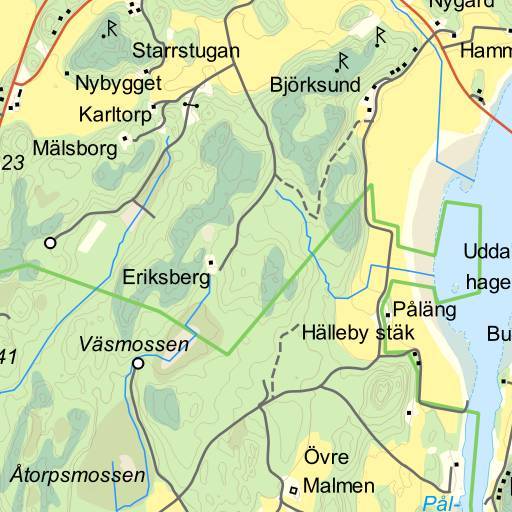 Nygård
Starrstugan
Hamm
Nybygget
Björksund
Karltorp
Mälsborg
23
Udda
Eriksberg
hage
Påläng
Väsmossen
Hälleby stäk
Bu
41
Övre
Malmen
Åtorpsmossen
Pål-